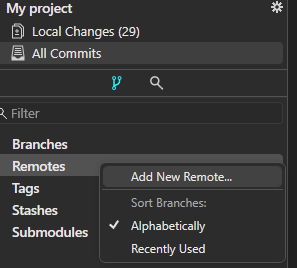 My project
Local Changes (29)
All Commits
Filter
Branches
Remotes
Add New Remote...
Tags
Sort Branches:
Stashes
Alphabetically
Submodules
Recently Used